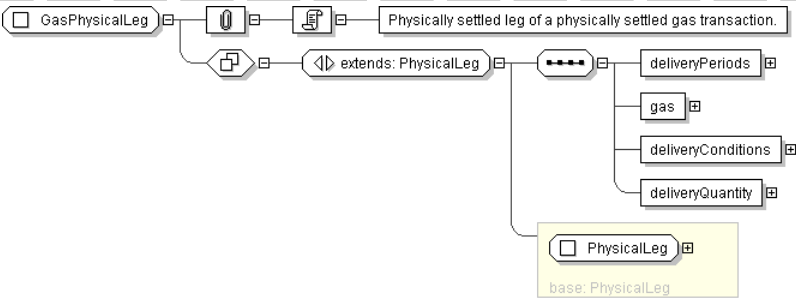 GasPhysicalLeg
Physically settled leg of a physically settled gas transaction.
extends: PhysicalLeg
deliveryPeriods
gas
deliveryConditions
deliveryQuantity
PhysicalLeg
base: PhysicalLeg